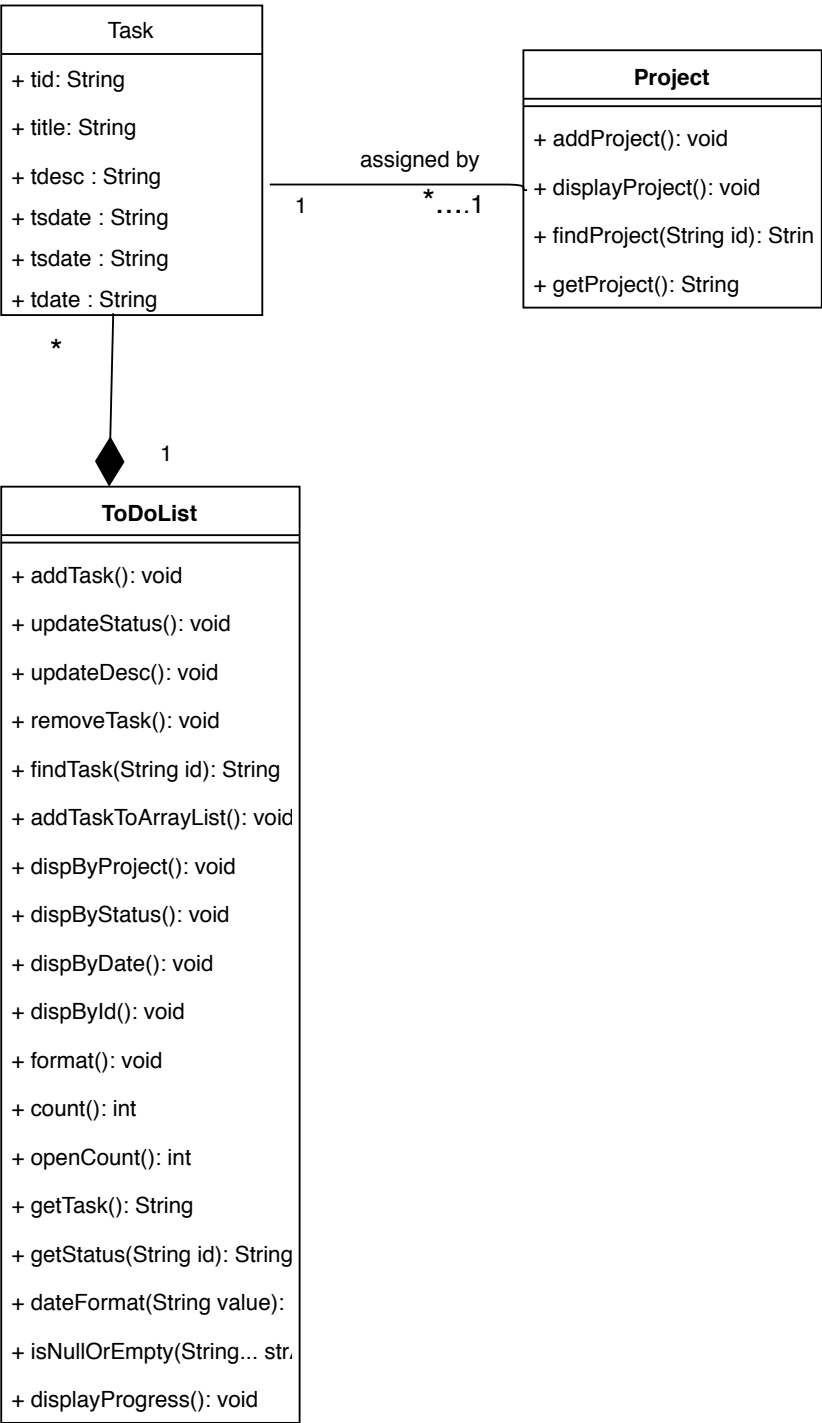 Task
+ tid: String
+ title: String
+ tdesc : String
+ tsdate : String
+ tsdate : String
+ tdate : String
assigned by
1
*....1
Project
+ addProject(): void
+ displayProject(): void
+ findProject(String id): Strin
+ getProject(): String
*
1
ToDoList
+ addTask(): void
+ updateStatus(): void
+ updateDesc(): void
+ removeTask(): void
+ findTask(String id): String
+ addTaskToArrayList(): void
+ dispByProject(): void
+ dispByStatus(): void
+ dispByDate(): void
+ dispById(): void
+ format(): void
+ count(): int
+ openCount(): int
+ getTask(): String
+ getStatus(String id): String
+ dateFormat(String value):
+ isNullOrEmpty(String... str
+ displayProgress(): void